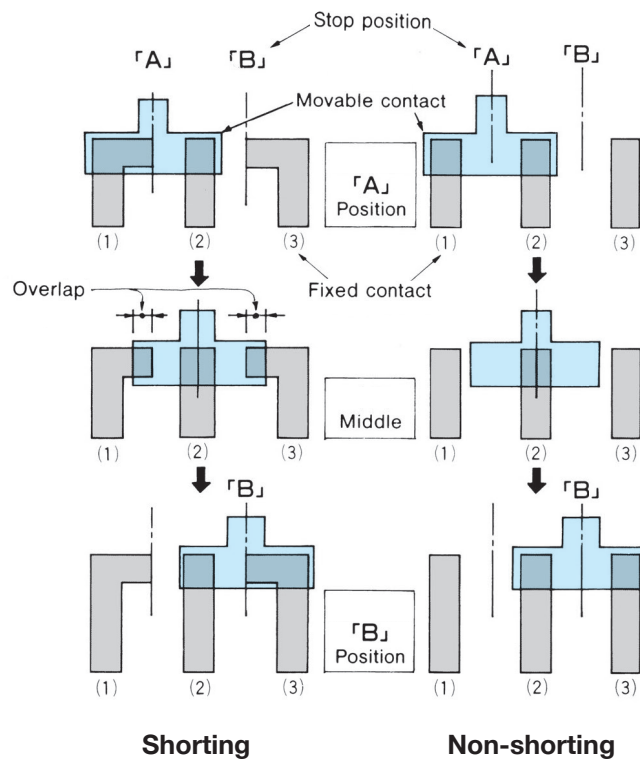 Stop position
「A」 「B」 「A」 「B」
Movable contact
「A」
Position
(1) (2) (3) (1) (2) (3)
Overlap Fixed contact
Middle
(1) (2) (3) (1) (2) (3)
「B」 「B」
「B」
Position
(1) (2) (3) (1) (2) (3)
Shorting Non-shorting